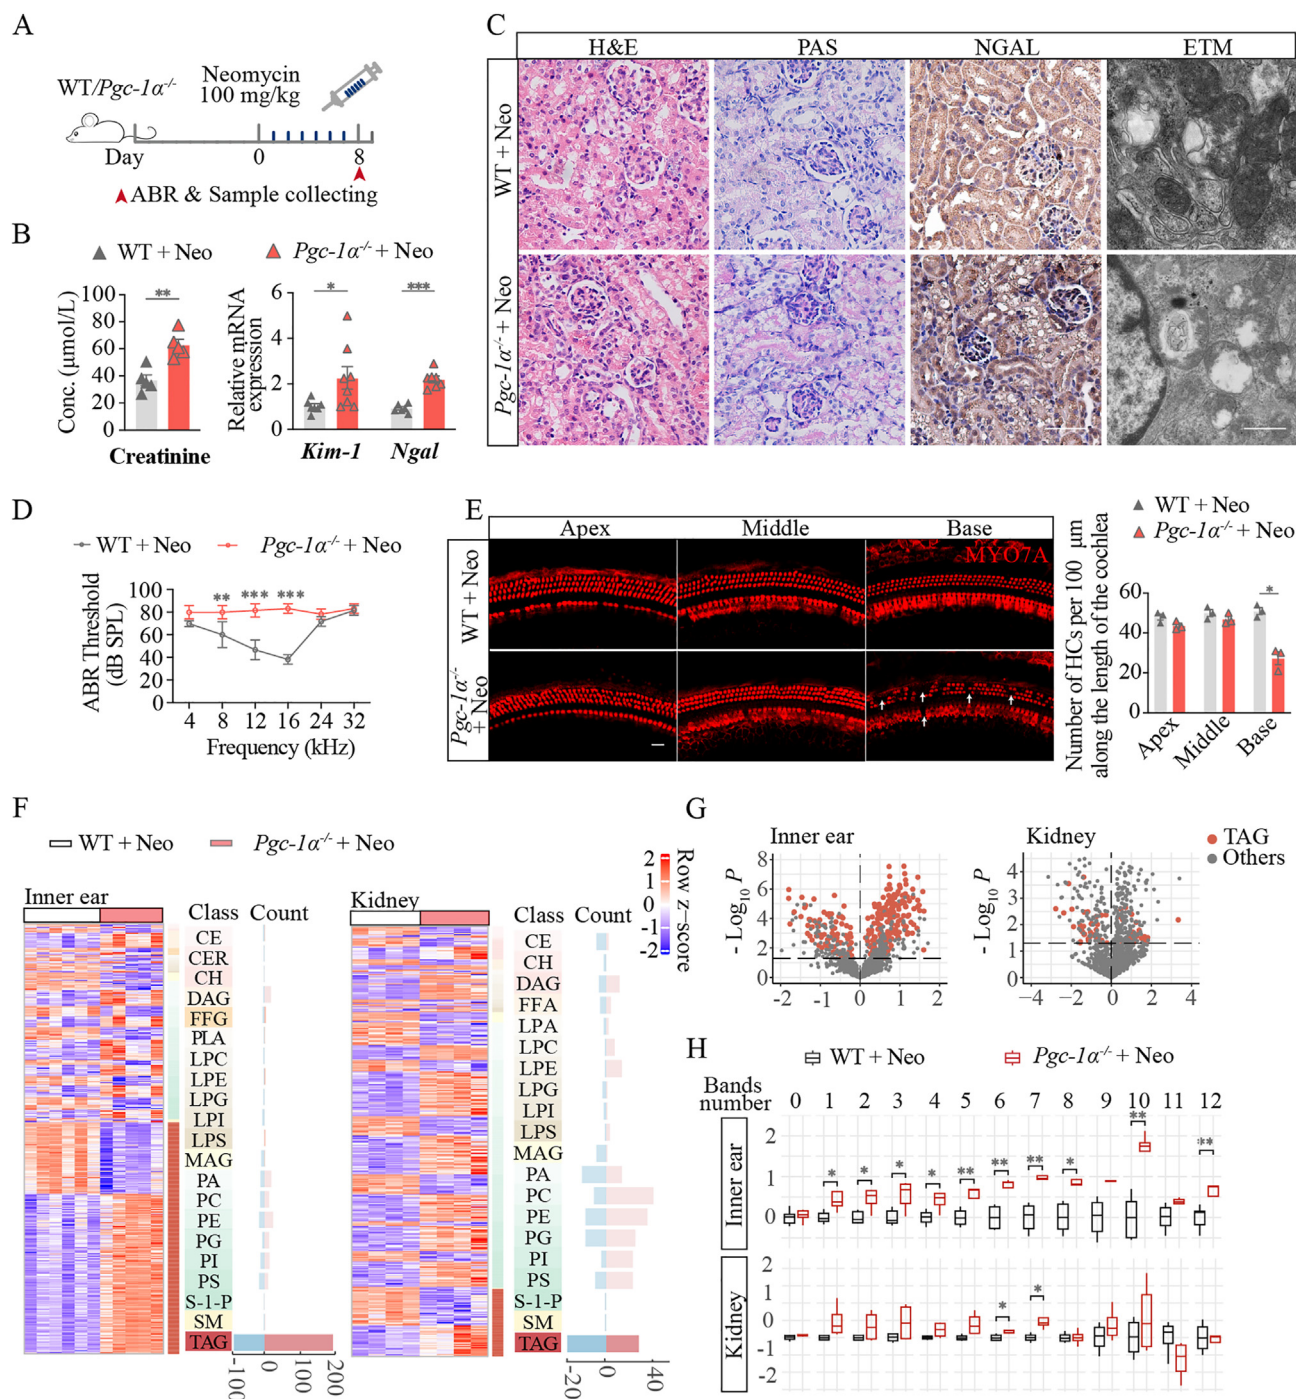 A
WT/Pgc-1α-/-
Neomycin
100 mg/kg
Day
0
8
ABR & Sample collecting
B
WT + Neo
Pgc-1α-/- + Neo
Conc. (μmol/L)
100
80
60
40
20
0
**
Creatinine
Relative mRNA
expression
6
4
2
0
*
***
Kim-1
Ngal
C
H&E
PAS
NGAL
ETM
WT + Neo
Pgc-1α-/- + Neo
D
WT + Neo
Pgc-1α-/- + Neo
ABR Threshold
(dB SPL)
100
80
60
40
20
0
**
***
***
4
8
12
16
24
32
Frequency (kHz)
E
Apex
Middle
Base
MYO7A
WT + Neo
Pgc-1α-/-
+ Neo
WT + Neo
Pgc-1α-/- + Neo
Number of HCs per 100 μm
along the length of the cochlea
60
40
20
0
*
Apex
Middle
Base
F
WT + Neo
Pgc-1α-/- + Neo
2
1
0
-1
-2
Row z−score
Inner ear
Class
Count
CE
CER
CH
DAG
FFG
PLA
LPC
LPE
LPG
LPI
LPS
MAG
PA
PC
PE
PG
PI
PS
S-1-P
SM
TAG
-100
0
100
200
Kidney
Class
Count
CE
CH
DAG
FFA
LPA
LPC
LPE
LPG
LPI
LPS
MAG
PA
PC
PE
PG
PI
PS
S-1-P
SM
TAG
-20
0
40
G
Inner ear
- Log10 P
8
6
4
2
0
-2
-1
0
1
2
Kidney
- Log10 P
4
3
2
1
0
−4
−2
0
2
4
TAG
Others
H
WT + Neo
Pgc-1α-/- + Neo
Bands
number
0 1 2 3 4 5 6 7 8 9 10 11 12
Inner ear
2
1
0
* * * * ** ** ** * ** **
Kidney
2
1
0
-1
-2
* *